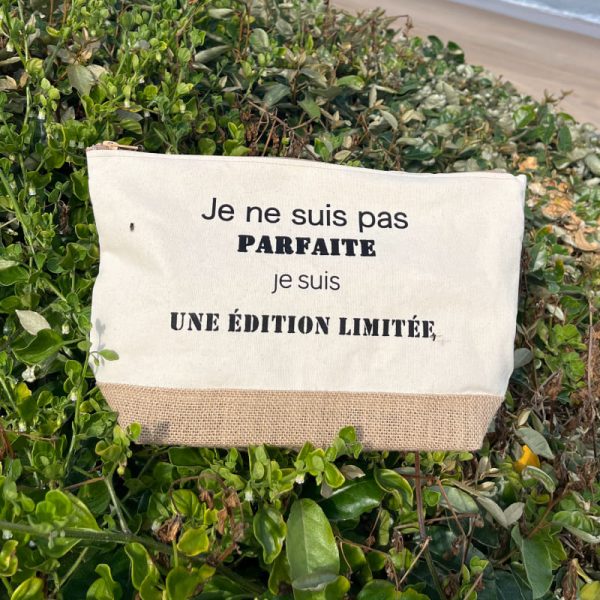 Je ne suis pas
PARFAITE
je suis
UNE ÉDITION LIMITÉE